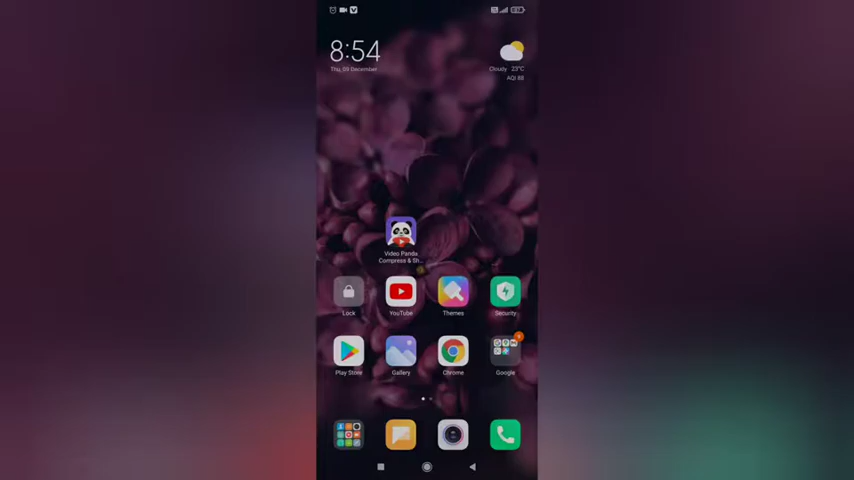 8:54
Thu, 09 December
Cloudy 23°C
AQI 88
Video Panda
Compress & Sh...
Lock
YouTube
Themes
Security
Play Store
Gallery
Chrome
Google